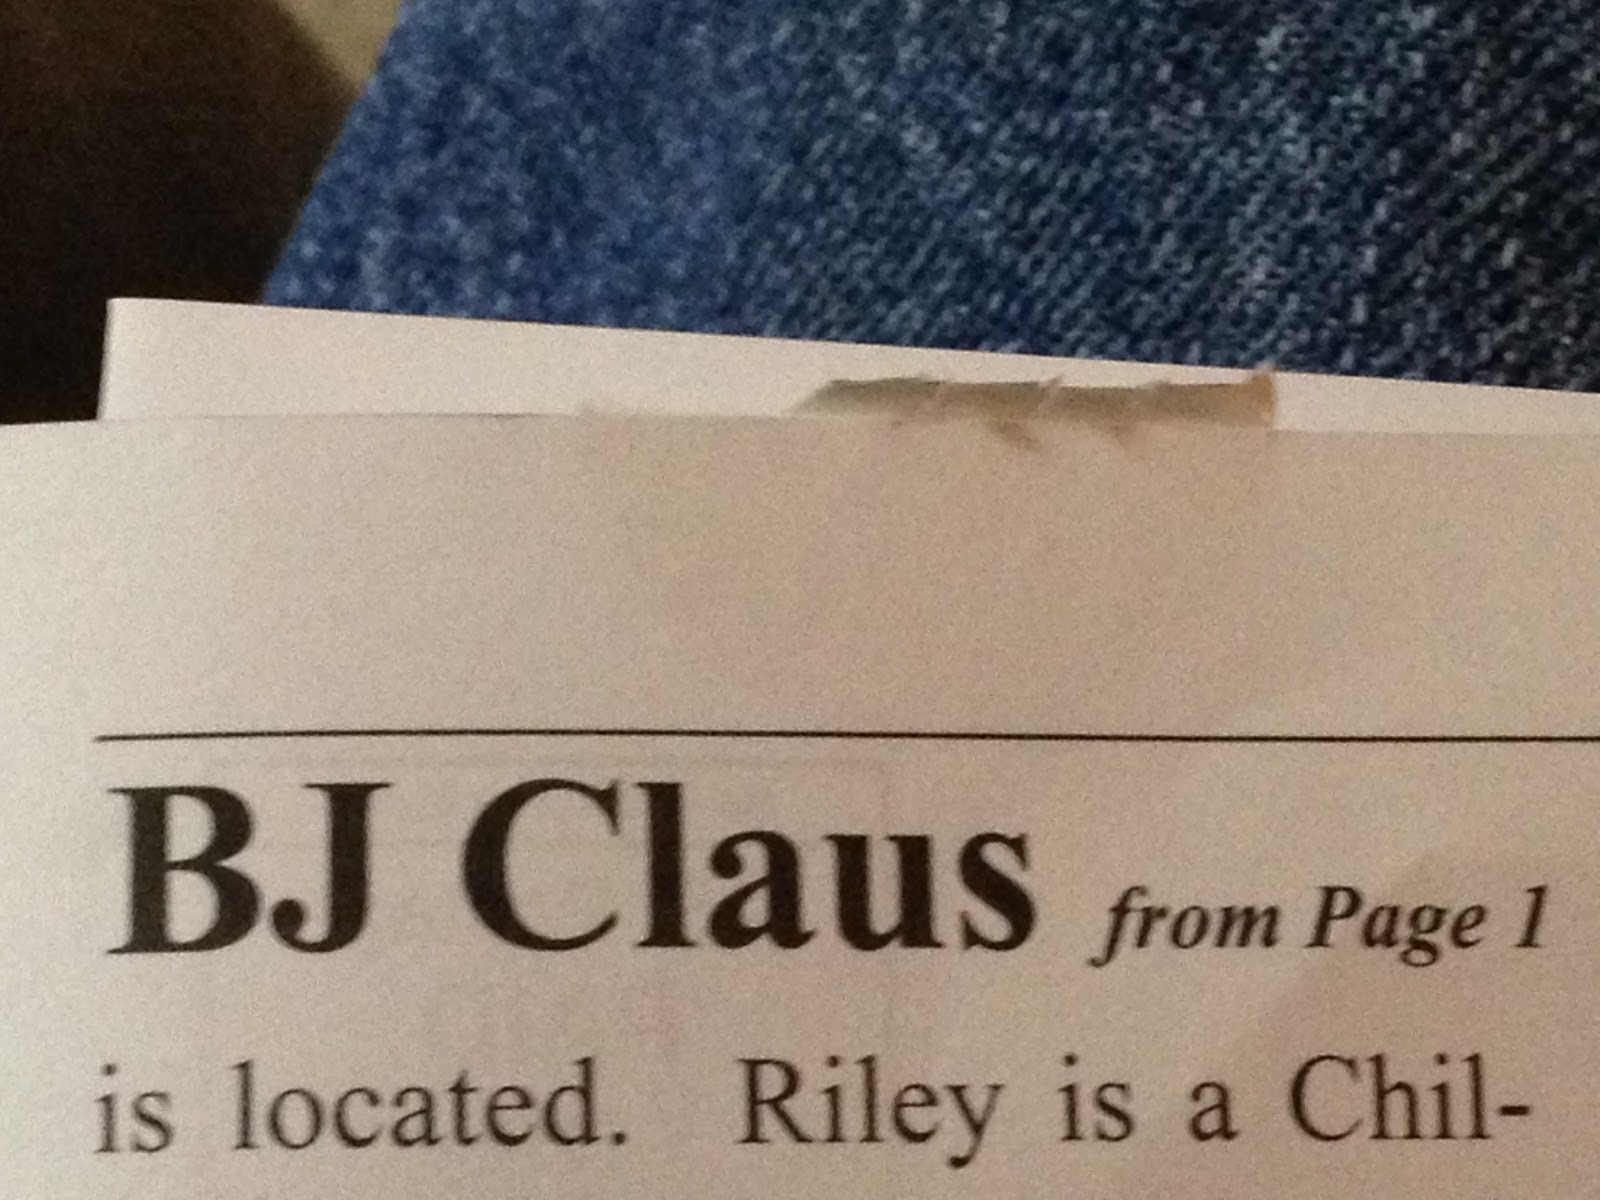 BJ Claus from Page 1
is located. Riley is a Chil-